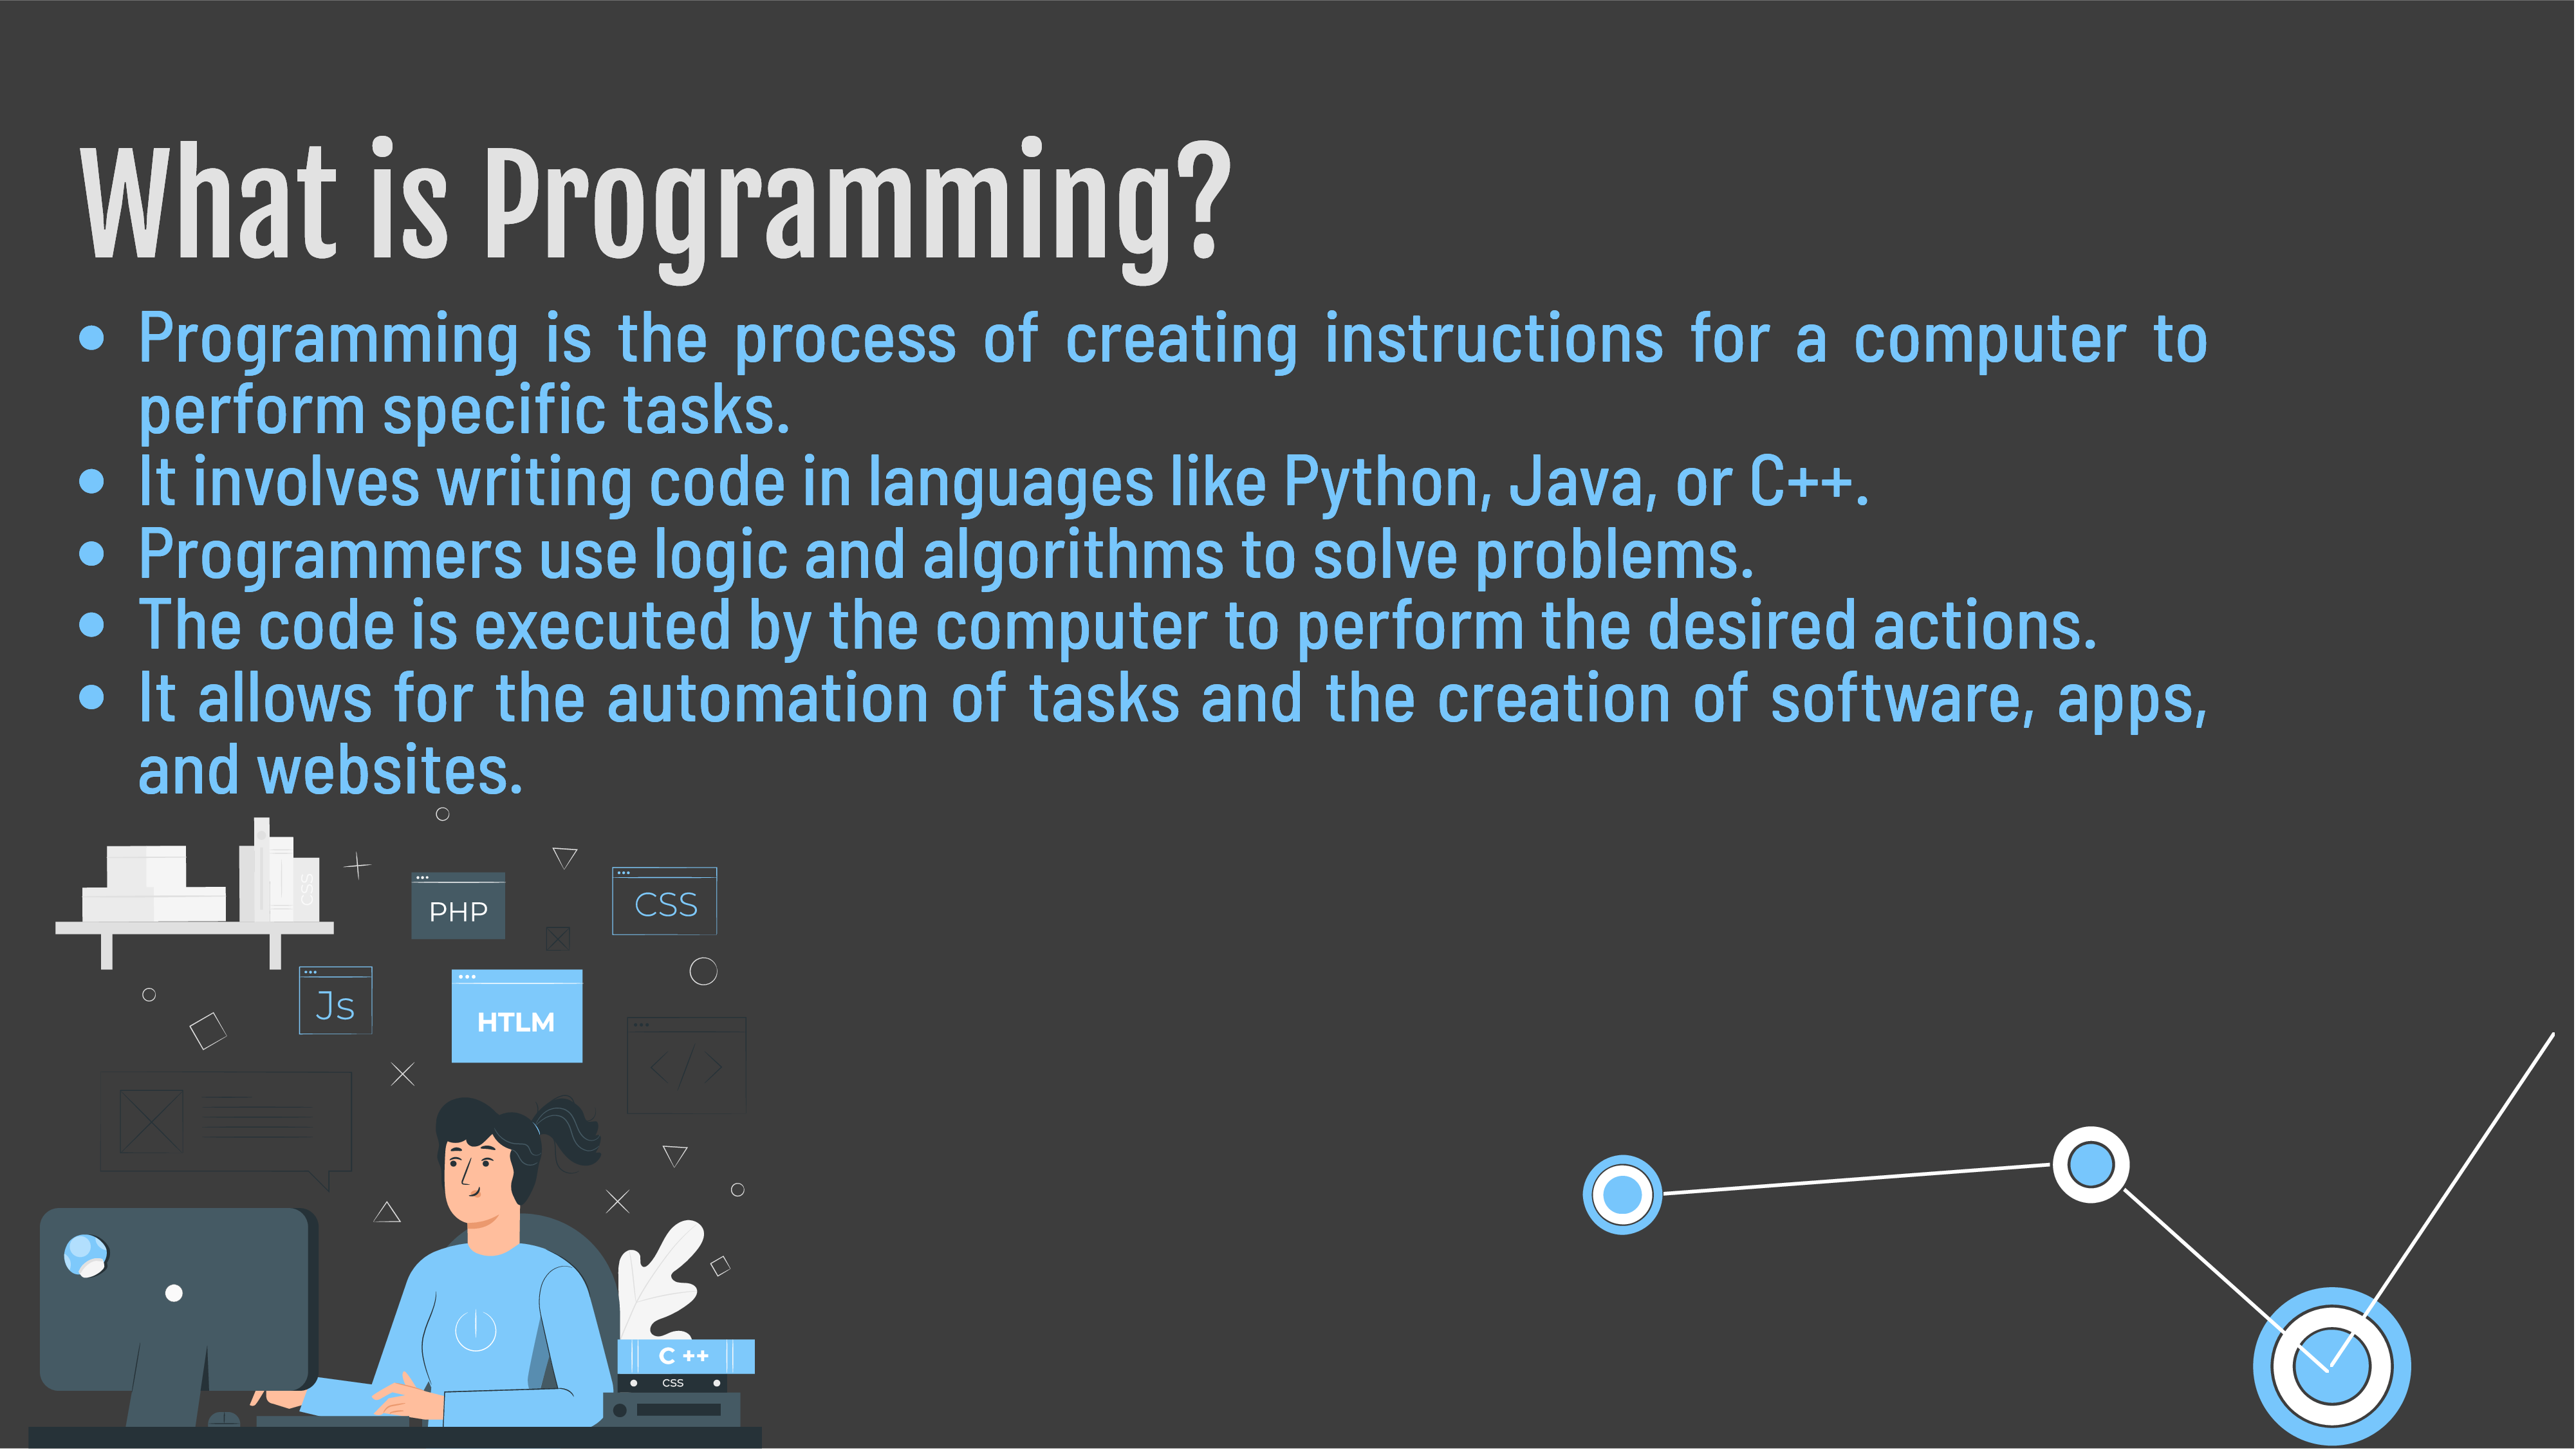 What is Programming?
• Programming is the process of creating instructions for a computer to
perform specific tasks.
• It involves writing code in languages like Python, Java, or C++.
• Programmers use logic and algorithms to solve problems.
• The code is executed by the computer to perform the desired actions.
• It allows for the automation of tasks and the creation of software, apps,
and websites.
CSS
PHP
CSS
Js
HTLM
</>
C ++
CSS